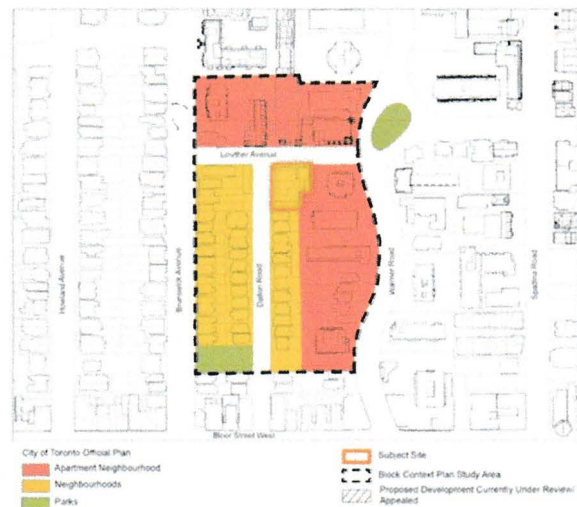 Lowther Avenue
Howland Avenue
Brunswick Avenue
Dalton Road
Walmer Road
Spadina Road
Bloor Street West
City of Toronto Official Plan
Apartment Neighbourhood
Neighbourhoods
Parks
Subject Site
Block Context Plan Study Area
Proposed Development Currently Under Review/
Appealed